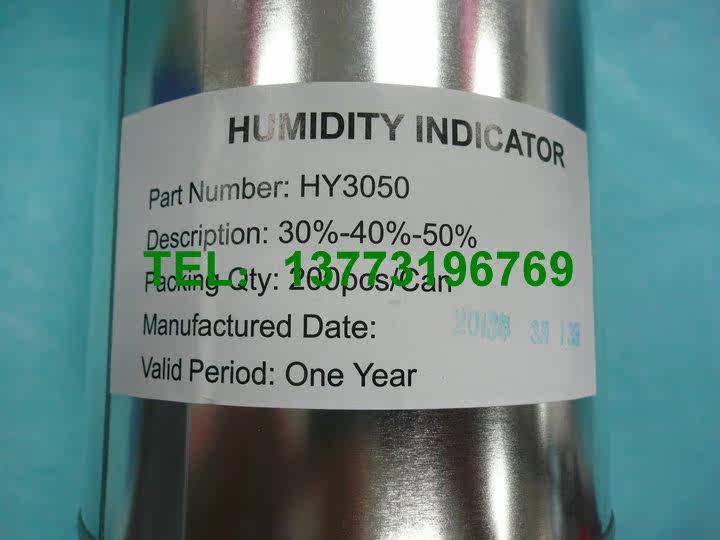 HUMIDITY INDICATOR
Part Number: HY3050
Description: 30%-40%-50%
TEL: 13773196769
Packing Qty: 200pcs/Can
Manufactured Date:
Valid Period: One Year